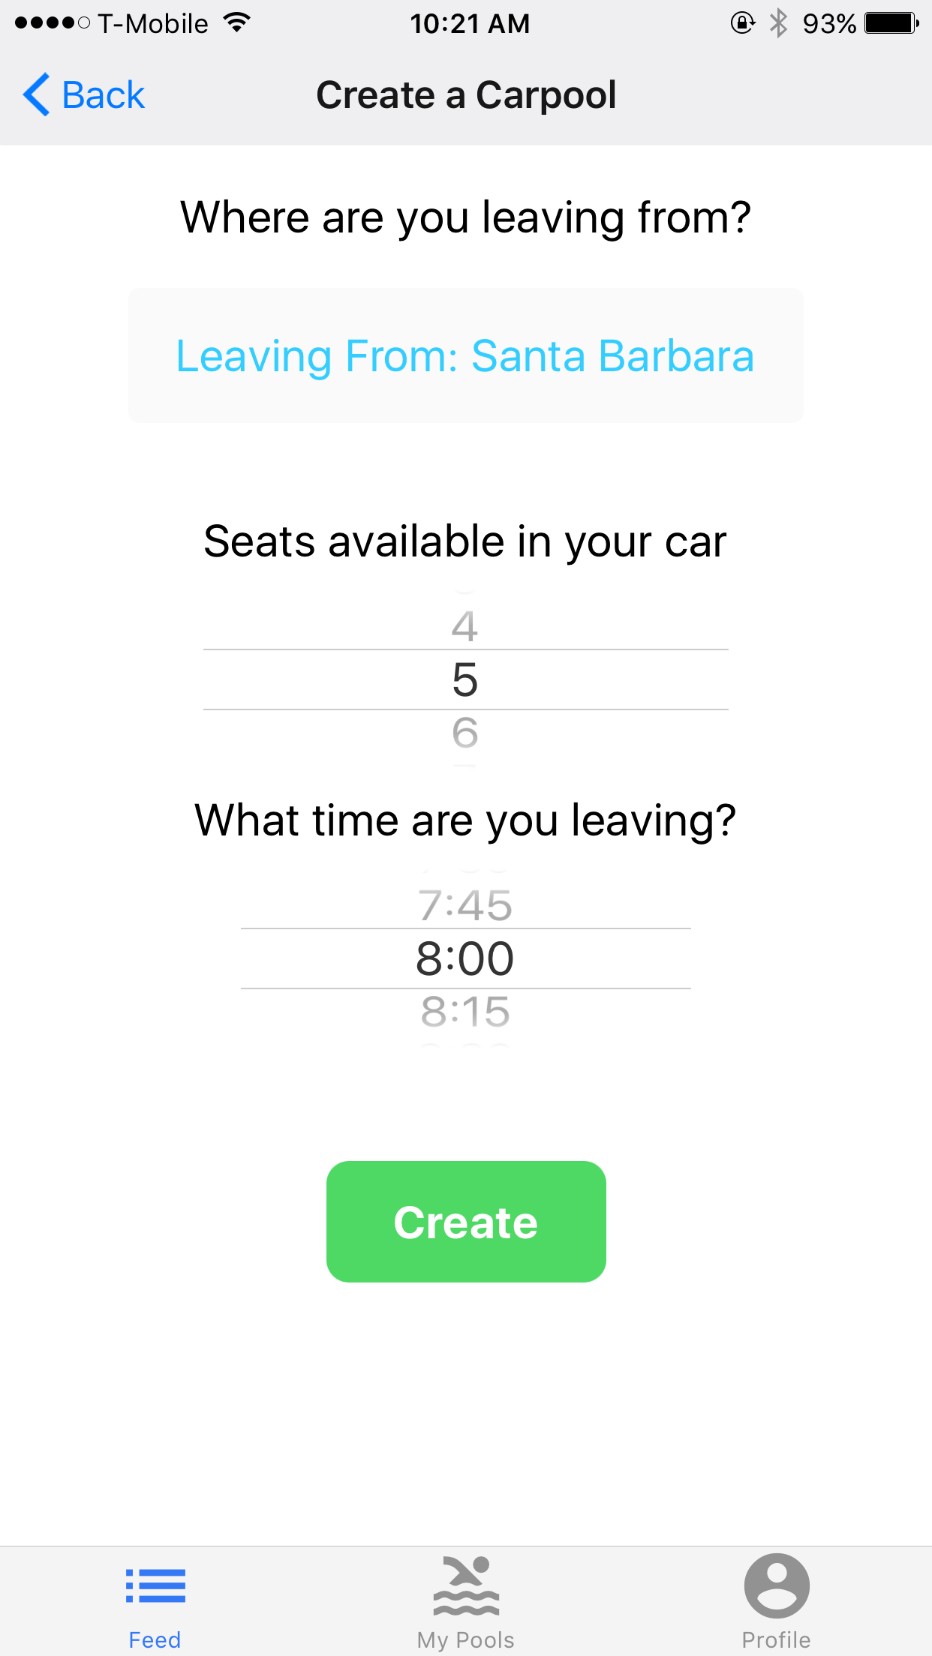 T-Mobile 10:21 AM 93%
Back Create a Carpool
Where are you leaving from?
Leaving From: Santa Barbara
Seats available in your car
4
5
6
What time are you leaving?
7:45
8:00
8:15
Create
Feed My Pools Profile